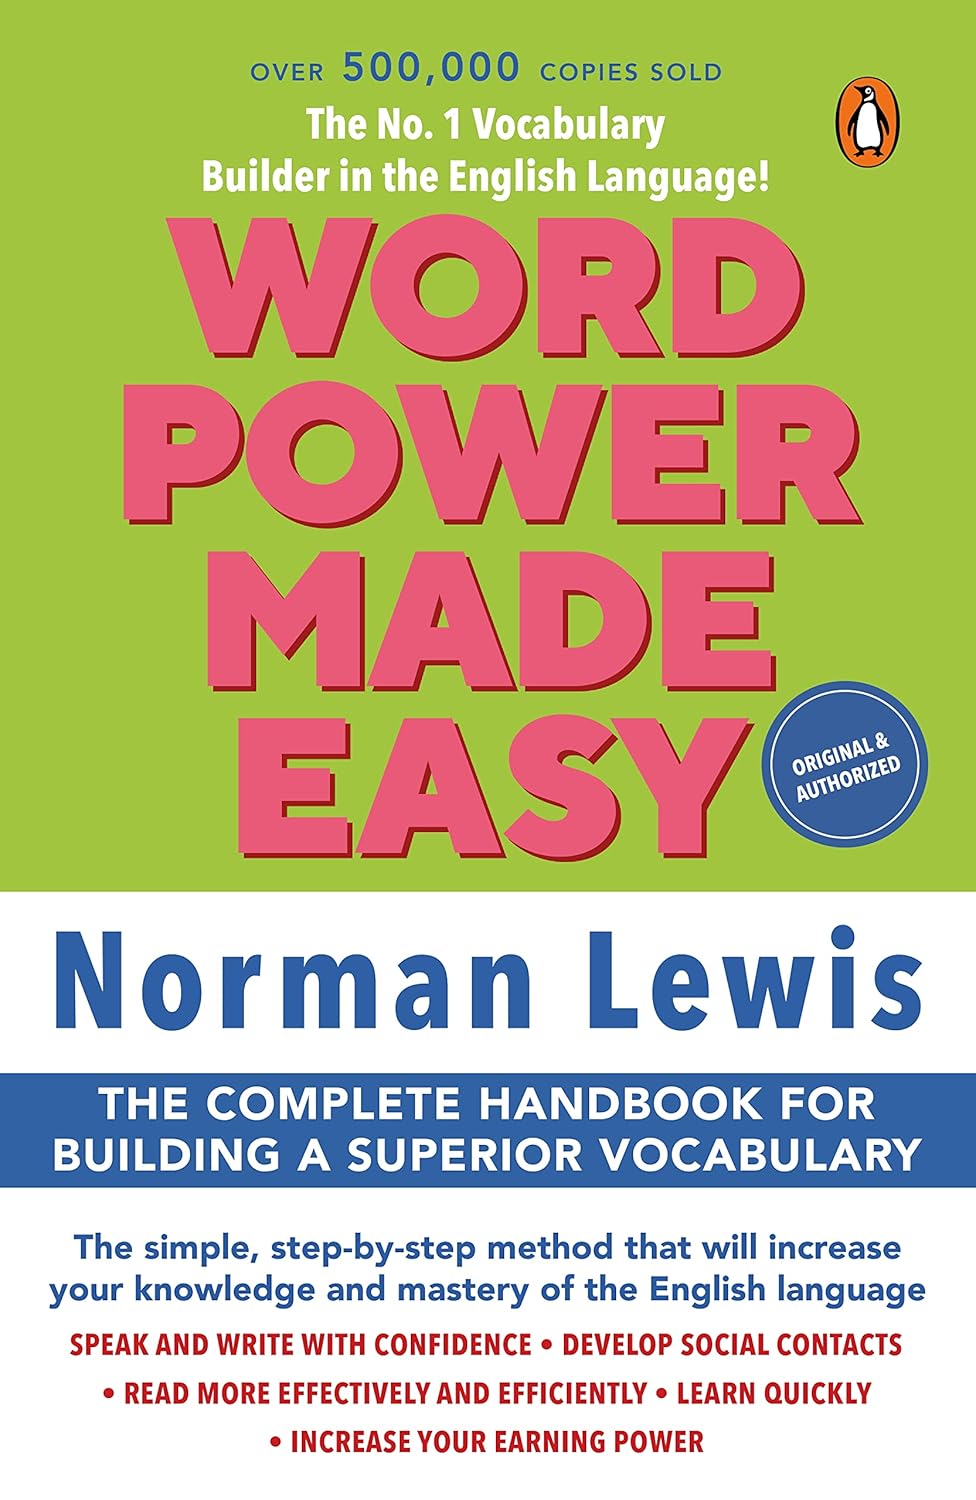 OVER 500,000 COPIES SOLD
The No. 1 Vocabulary
Builder in the English Language!
WORD
POWER
MADE
EASY
ORIGINAL &
AUTHORIZED
Norman Lewis
THE COMPLETE HANDBOOK FOR
BUILDING A SUPERIOR VOCABULARY
The simple, step-by-step method that will increase
your knowledge and mastery of the English language
SPEAK AND WRITE WITH CONFIDENCE • DEVELOP SOCIAL CONTACTS
• READ MORE EFFECTIVELY AND EFFICIENTLY • LEARN QUICKLY
• INCREASE YOUR EARNING POWER